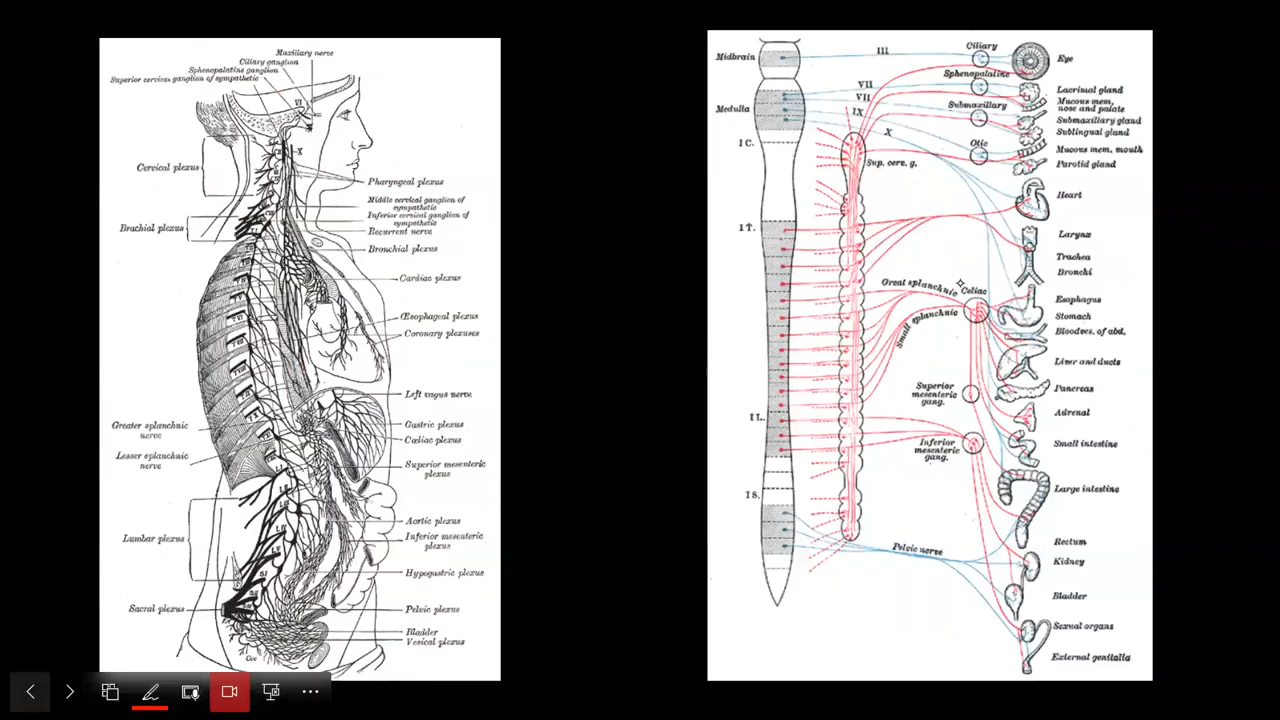 Maxillary nerve
Ciliary ganglion
Sphenopalatine ganglion
Superior cervical ganglion of sympathetic
VI
X
Cervical plexus
Pharyngeal plexus
Middle cervical ganglion of
sympathetic
Inferior cervical ganglion of
sympathetic
Recurrent nerve
Brachial plexus
Bronchial plexus
Cardiac plexus
Œsophageal plexus
Coronary plexuses
Left vagus nerve
Gastric plexus
Cœliac plexus
Greater splanchnic
nerve
Lesser splanchnic
nerve
Superior mesenteric
plexus
Aortic plexus
Lumbar plexus
Inferior mesenteric
plexus
Hypogastric plexus
Sacral plexus
Pelvic plexus
Bladder
Vesical plexus
Midbrain
Medulla
I C.
I T.
I L.
I S.
III
VII
VII
IX
X
Sup. cerv. g.
Ciliary
Sphenopalatine
Submaxillary
Otic
Great splanchnic
Celiac
Small splanchnic
Superior
mesenteric
gang.
Inferior
mesenteric
gang.
Pelvic nerve
Eye
Lacrimal gland
Mucous mem,
nose and palate
Submaxillary gland
Sublingual gland
Mucous mem, mouth
Parotid gland
Heart
Larynx
Trachea
Bronchi
Esophagus
Stomach
Bloodvs. of abd.
Liver and ducts
Pancreas
Adrenal
Small intestine
Large intestine
Rectum
Kidney
Bladder
Sexual organs
External genitalia